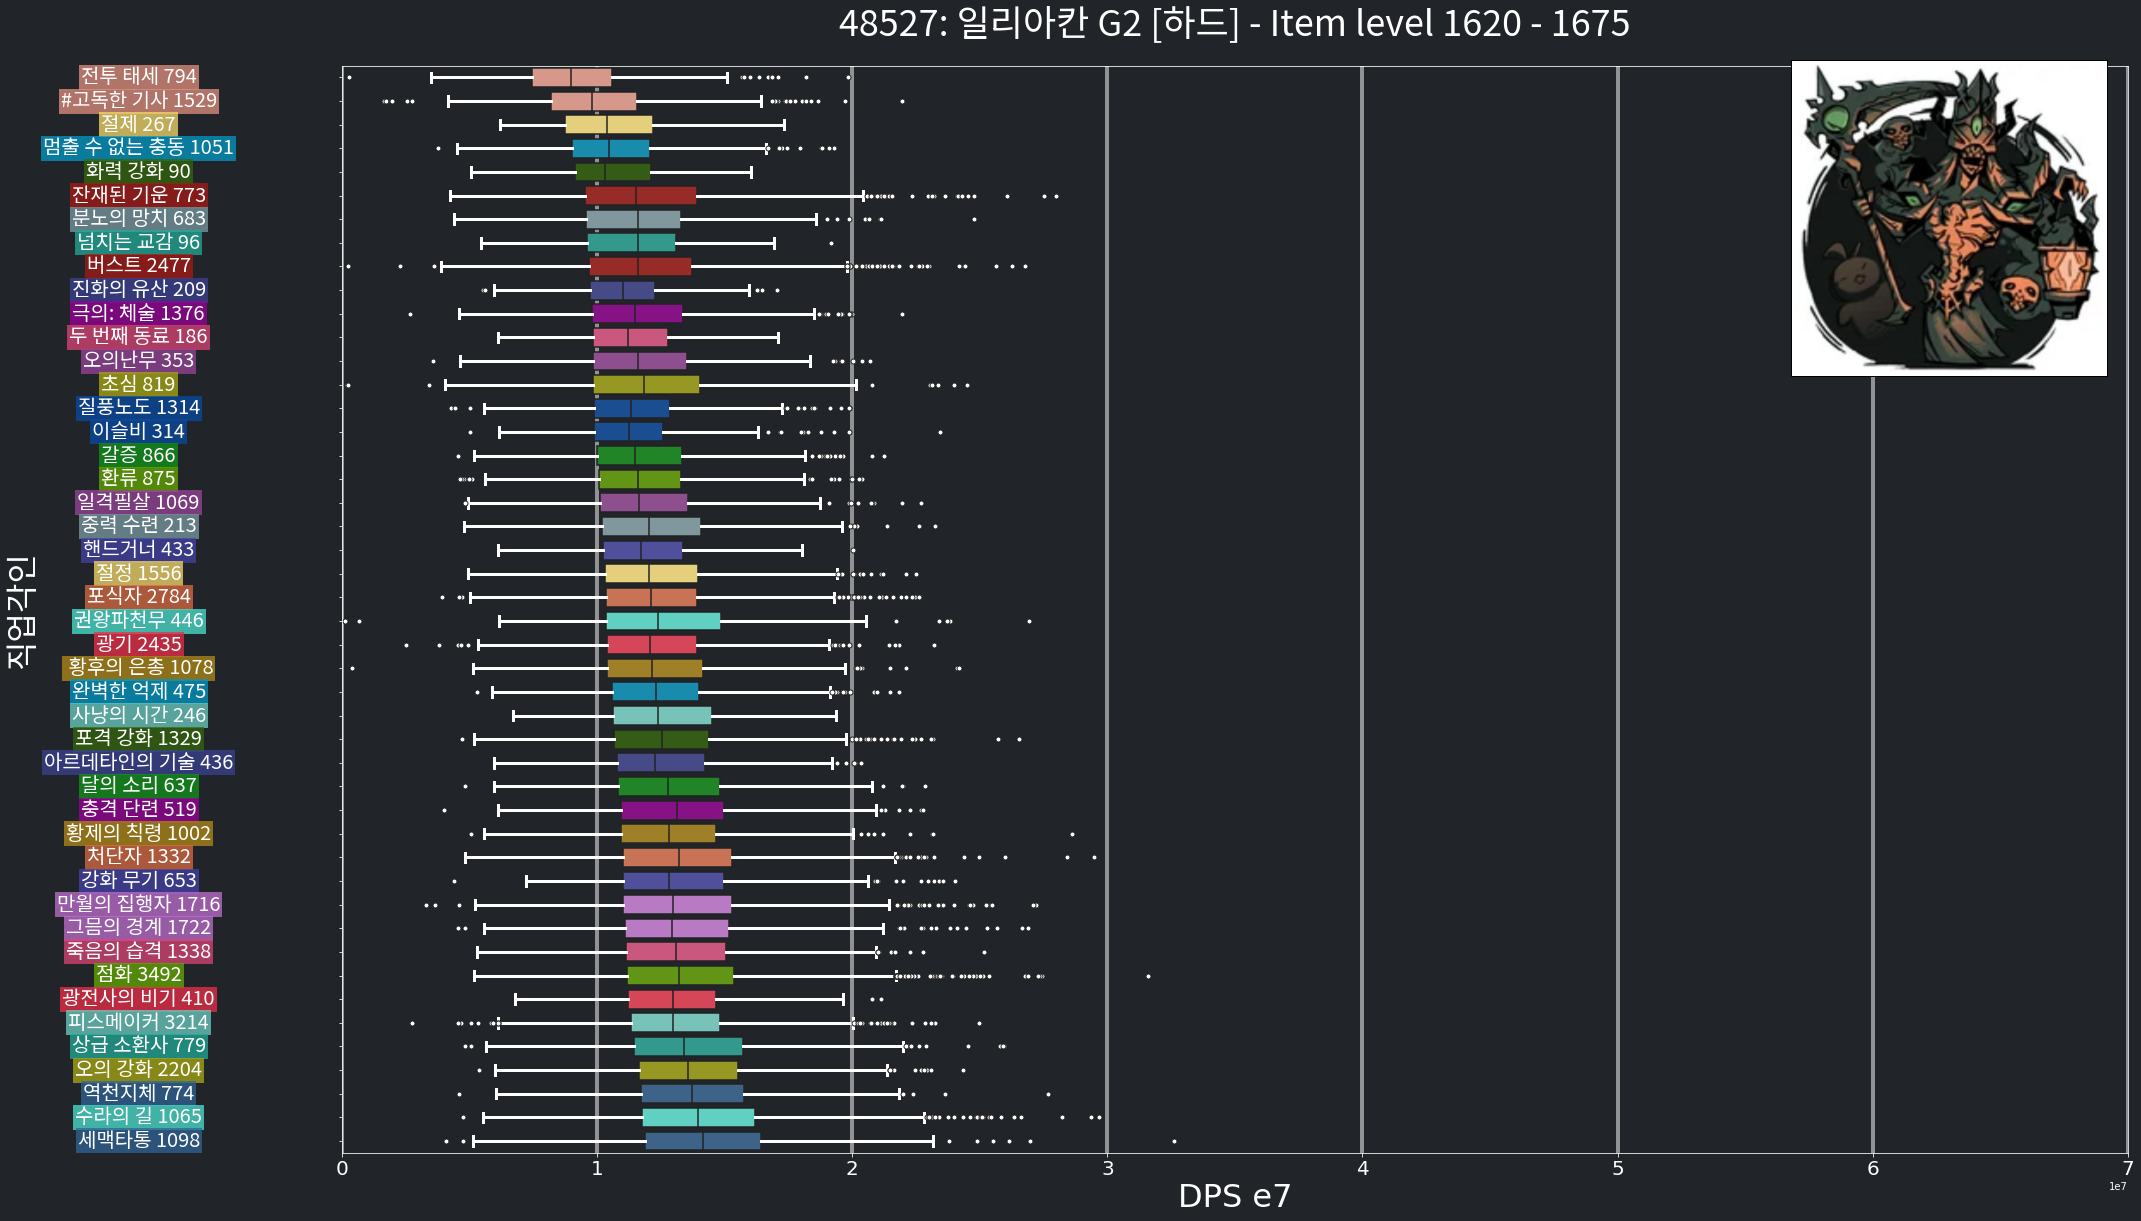 48527: 일리아칸 G2 [하드] - Item level 1620 - 1675
전투 태세 794
#고독한 기사 1529
절제 267
멈출 수 없는 충동 1051
화력 강화 90
잔재된 기운 773
분노의 망치 683
넘치는 교감 96
버스트 2477
진화의 유산 209
극의: 체술 1376
두 번째 동료 186
오의난무 353
초심 819
질풍노도 1314
이슬비 314
갈증 866
환류 875
일격필살 1069
중력 수련 213
핸드거너 433
절정 1556
포식자 2784
권왕파천무 446
광기 2435
황후의 은총 1078
완벽한 억제 475
사냥의 시간 246
포격 강화 1329
아르데타인의 기술 436
달의 소리 637
충격 단련 519
황제의 칙령 1002
처단자 1332
강화 무기 653
만월의 집행자 1716
그믐의 경계 1722
죽음의 습격 1338
점화 3492
광전사의 비기 410
피스메이커 3214
상급 소환사 779
오의 강화 2204
역천지체 774
수라의 길 1065
세맥타통 1098
직업각인
0 1 2 3 4 5 6 7
DPS e7
1e7